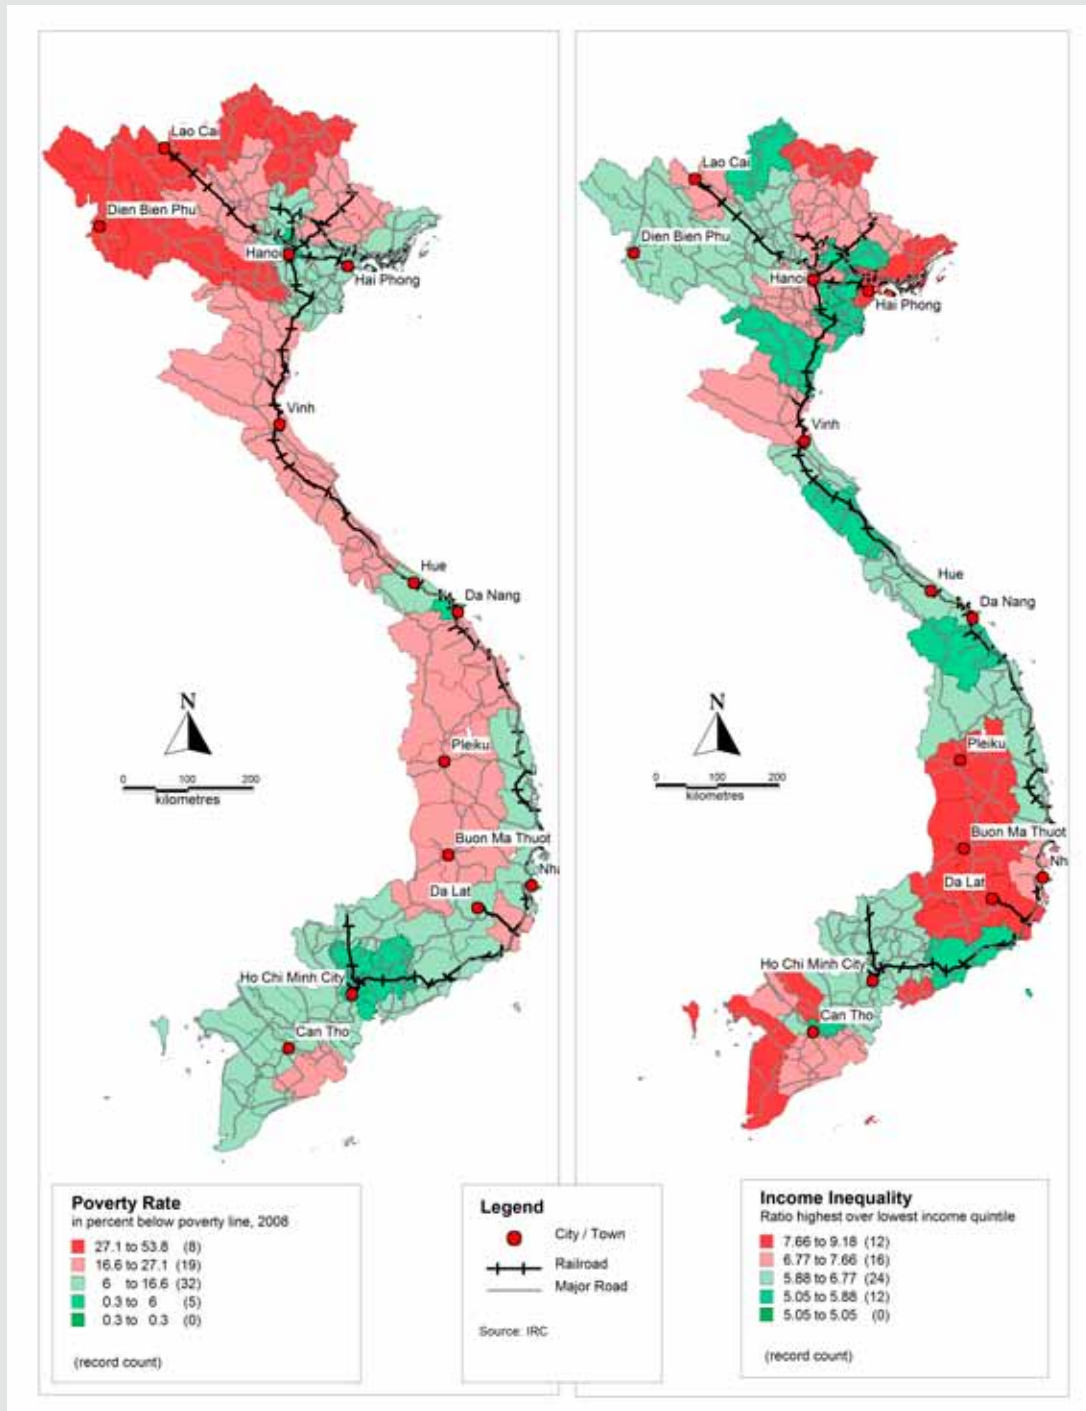 Lao Cai
Dien Bien Phu
Hanoi
Hai Phong
Vinh
Hue
Da Nang
N
0 100 200
kilometres
Pleiku
Buon Ma Thuot
Nha
Da Lat
Ho Chi Minh City
Can Tho
Poverty Rate
in percent below poverty line, 2008
27.1 to 53.8 (8)
16.6 to 27.1 (19)
6 to 16.6 (32)
0.3 to 6 (5)
0.3 to 0.3 (0)
(record count)
Lao Cai
Dien Bien Phu
Hanoi
Hai Phong
Vinh
Hue
Da Nang
N
0 100 200
kilometres
Pleiku
Buon Ma Thuot
Nh
Da Lat
Ho Chi Minh City
Can Tho
Legend
City / Town
Railroad
Major Road
Source: IRC
Income Inequality
Ratio highest over lowest income quintile
7.66 to 9.18 (12)
6.77 to 7.66 (16)
5.88 to 6.77 (24)
5.05 to 5.88 (12)
5.05 to 5.05 (0)
(record count)